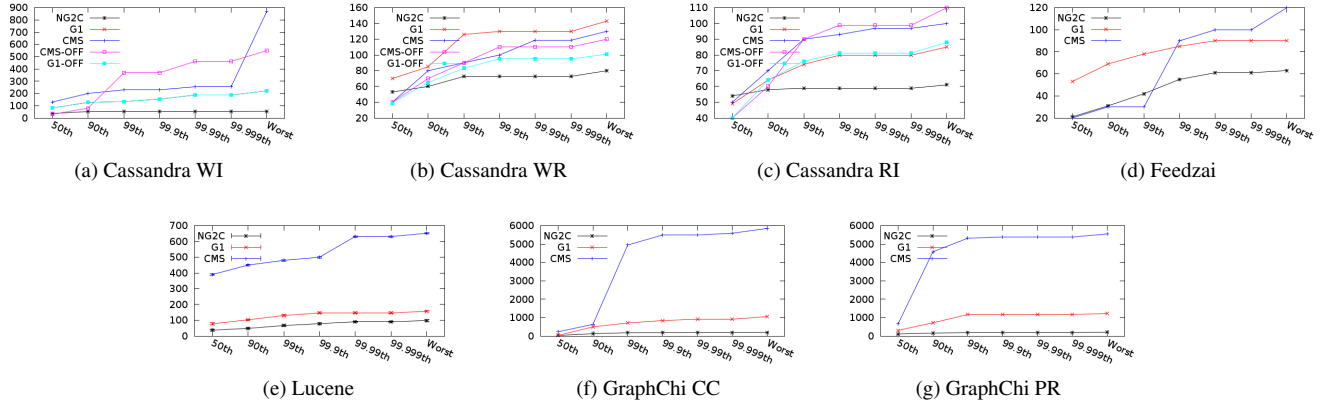 NG2C
G1
CMS
CMS-OFF
G1-OFF
900
800
700
600
500
400
300
200
100
0
50th
90th
99th
99.9th
99.99th
99.999th
Worst
(a) Cassandra WI
NG2C
G1
CMS
CMS-OFF
G1-OFF
160
140
120
100
80
60
40
20
50th
90th
99th
99.9th
99.99th
99.999th
Worst
(b) Cassandra WR
NG2C
G1
CMS
CMS-OFF
G1-OFF
110
100
90
80
70
60
50
40
50th
90th
99th
99.9th
99.99th
99.999th
Worst
(c) Cassandra RI
NG2C
G1
CMS
120
100
80
60
40
20
50th
90th
99th
99.9th
99.99th
99.999th
Worst
(d) Feedzai
NG2C
G1
CMS
700
600
500
400
300
200
100
0
50th
90th
99th
99.9th
99.99th
99.999th
Worst
(e) Lucene
NG2C
G1
CMS
6000
5000
4000
3000
2000
1000
0
50th
90th
99th
99.9th
99.99th
99.999th
Worst
(f) GraphChi CC
NG2C
G1
CMS
6000
5000
4000
3000
2000
1000
0
50th
90th
99th
99.9th
99.99th
99.999th
Worst
(g) GraphChi PR